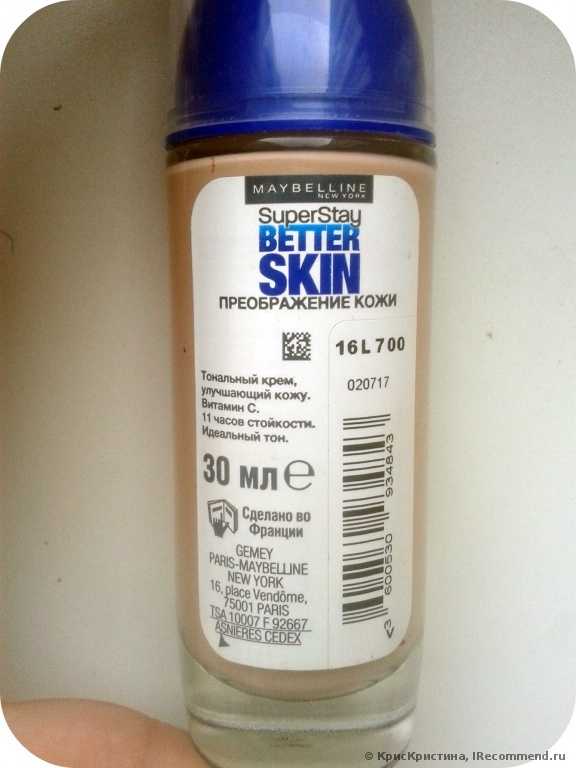 MAYBELLINE
NEW YORK
SuperStay
BETTER
SKIN
ПРЕОБРАЖЕНИЕ КОЖИ
16L700
020717
Тональный крем,
улучшающий кожу.
Витамин С.
11 часов стойкости.
Идеальный тон.
30 мл ℮
Сделано во
Франции
GEMEY
PARIS-MAYBELLINE
NEW YORK
16, place Vendôme,
75001 PARIS
TSA 10007 F 92667
ASNIÈRES CEDEX
3 600530 934843
© КрисКристина, IRecommend.ru